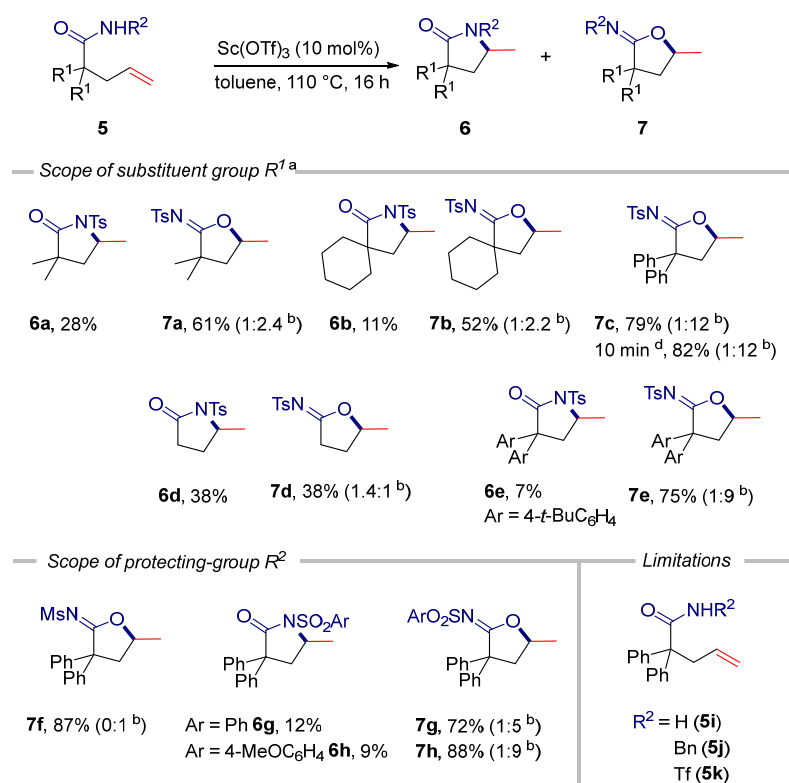 O NHR2 R1 R1 5
Sc(OTf)3 (10 mol%)
toluene, 110 °C, 16 h
O NR2 R1 R1 6
+
R2N O R1 R1 7
Scope of substituent group R1 a
O NTs
TsN O
O NTs
TsN O
TsN O Ph Ph
6a, 28%
7a, 61% (1:2.4 b)
6b, 11%
7b, 52% (1:2.2 b)
7c, 79% (1:12 b)
10 min d, 82% (1:12 b)
O NTs
TsN O
O NTs Ar Ar
TsN O Ar Ar
6d, 38%
7d, 38% (1.4:1 b)
6e, 7%
Ar = 4-t-BuC6H4
7e, 75% (1:9 b)
Scope of protecting-group R2
MsN O Ph Ph
O NSO2Ar Ph Ph
ArO2SN O Ph Ph
7f, 87% (0:1 b)
Ar = Ph 6g, 12%
Ar = 4-MeOC6H4 6h, 9%
7g, 72% (1:5 b)
7h, 88% (1:9 b)
Limitations
O NHR2 Ph Ph
R2 = H (5i)
Bn (5j)
Tf (5k)